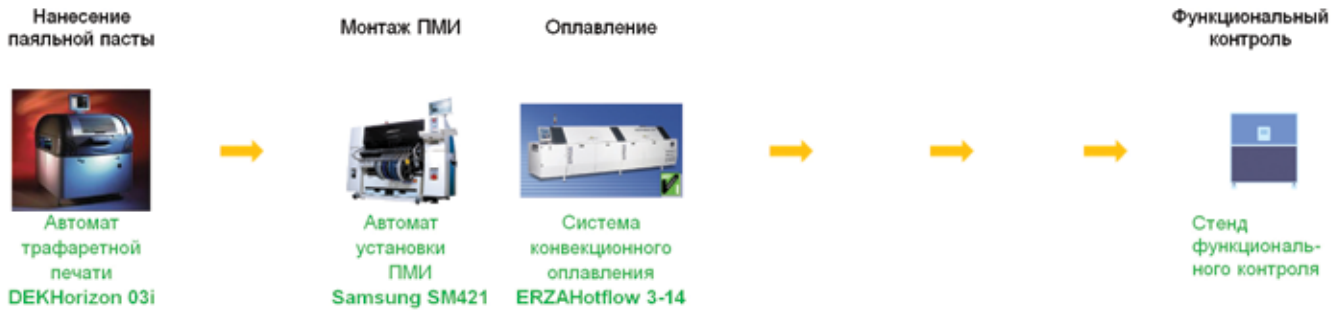 Нанесение
паяльной пасты
Монтаж ПМИ
Оплавление
Функциональный
контроль
Автомат
трафаретной
печати
DEKHorizon 03i
Автомат
установки
ПМИ
Samsung SM421
Система
конвекционного
оплавления
ERZAHotflow 3-14
Стенд
функциональ-
ного контроля